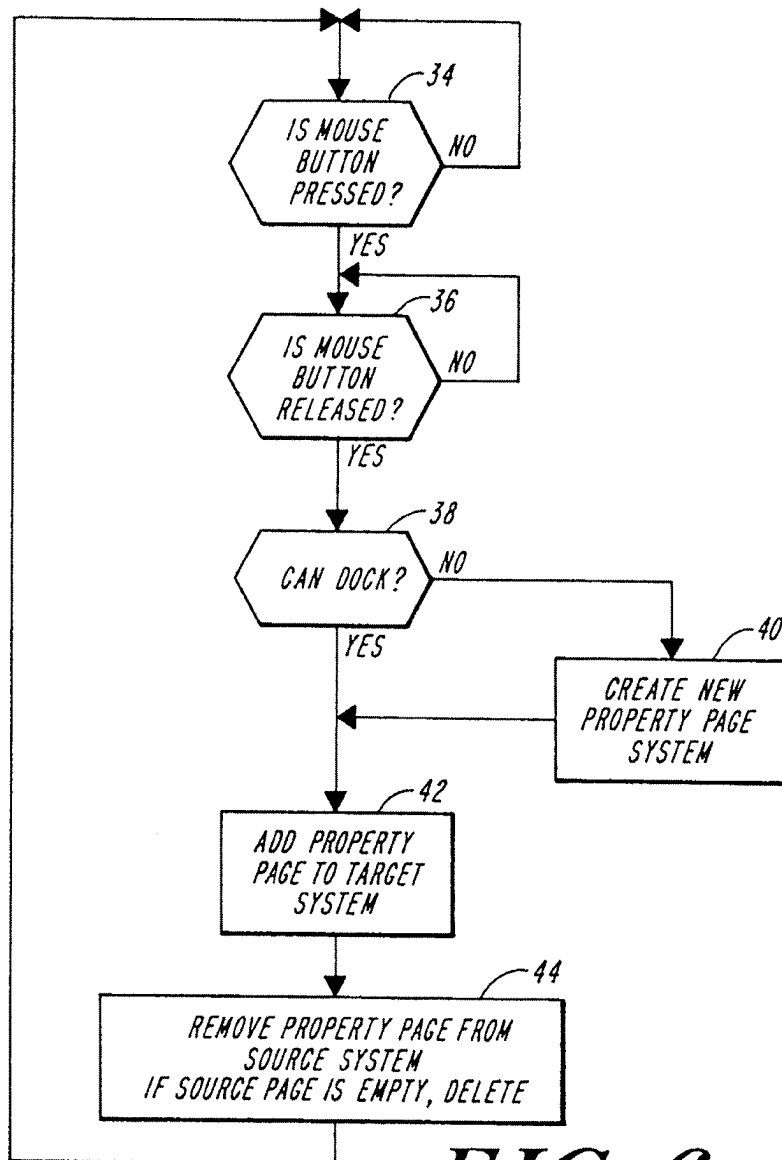 34
IS MOUSE
BUTTON
PRESSED?
NO
YES
36
IS MOUSE
BUTTON
RELEASED?
NO
YES
38
CAN DOCK?
NO
YES
40
CREATE NEW
PROPERTY PAGE
SYSTEM
42
ADD PROPERTY
PAGE TO TARGET
SYSTEM
44
REMOVE PROPERTY PAGE FROM
SOURCE SYSTEM
IF SOURCE PAGE IS EMPTY, DELETE
FIG.